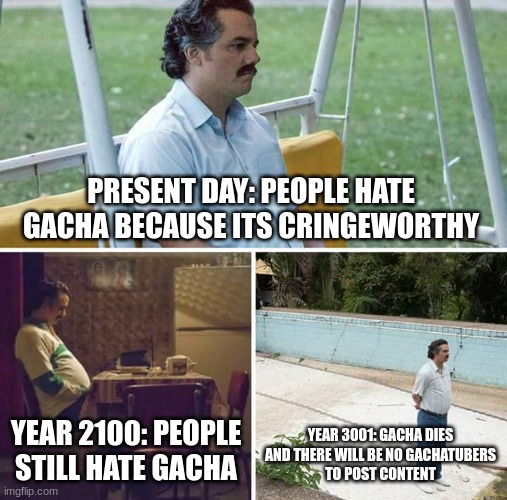 PRESENT DAY: PEOPLE HATE
GACHA BECAUSE ITS CRINGEWORTHY
YEAR 2100: PEOPLE
STILL HATE GACHA
YEAR 3001: GACHA DIES
AND THERE WILL BE NO GACHATUBERS
TO POST CONTENT
imgflip.com